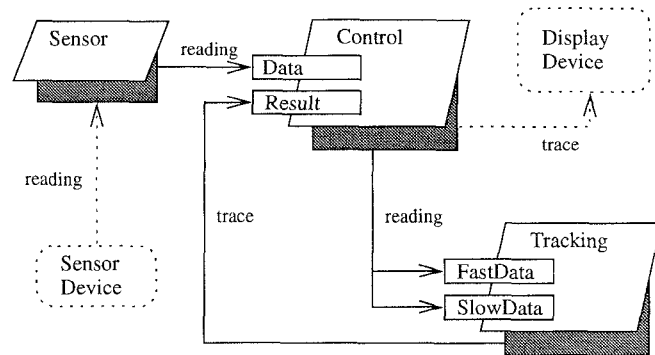 Sensor
reading
Control
Data
Result
Display
Device
trace
reading
Sensor
Device
trace
reading
Tracking
FastData
SlowData